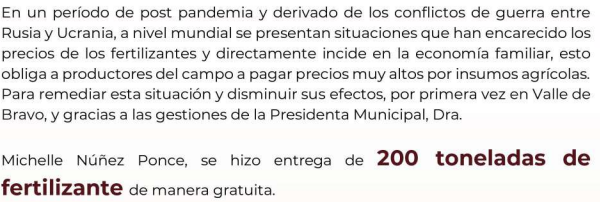 En un período de post pandemia y derivado de los conflictos de guerra entre
Rusia y Ucrania, a nivel mundial se presentan situaciones que han encarecido los
precios de los fertilizantes y directamente incide en la economía familiar, esto
obliga a productores del campo a pagar precios muy altos por insumos agrícolas.
Para remediar esta situación y disminuir sus efectos, por primera vez en Valle de
Bravo, y gracias a las gestiones de la Presidenta Municipal, Dra.
Michelle Núñez Ponce, se hizo entrega de 200 toneladas de
fertilizante de manera gratuita.